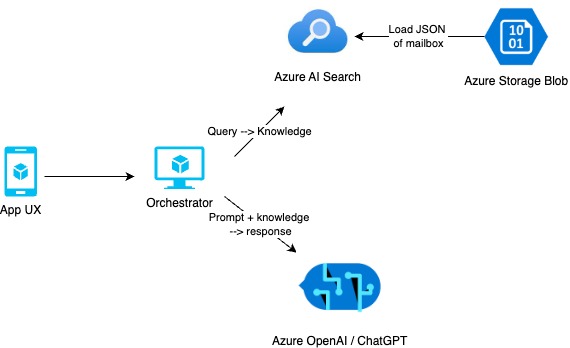 Load JSON
of mailbox
10
01
Azure AI Search
Azure Storage Blob
Query --> Knowledge
App UX
Orchestrator
Prompt + knowledge
--> response
Azure OpenAI / ChatGPT